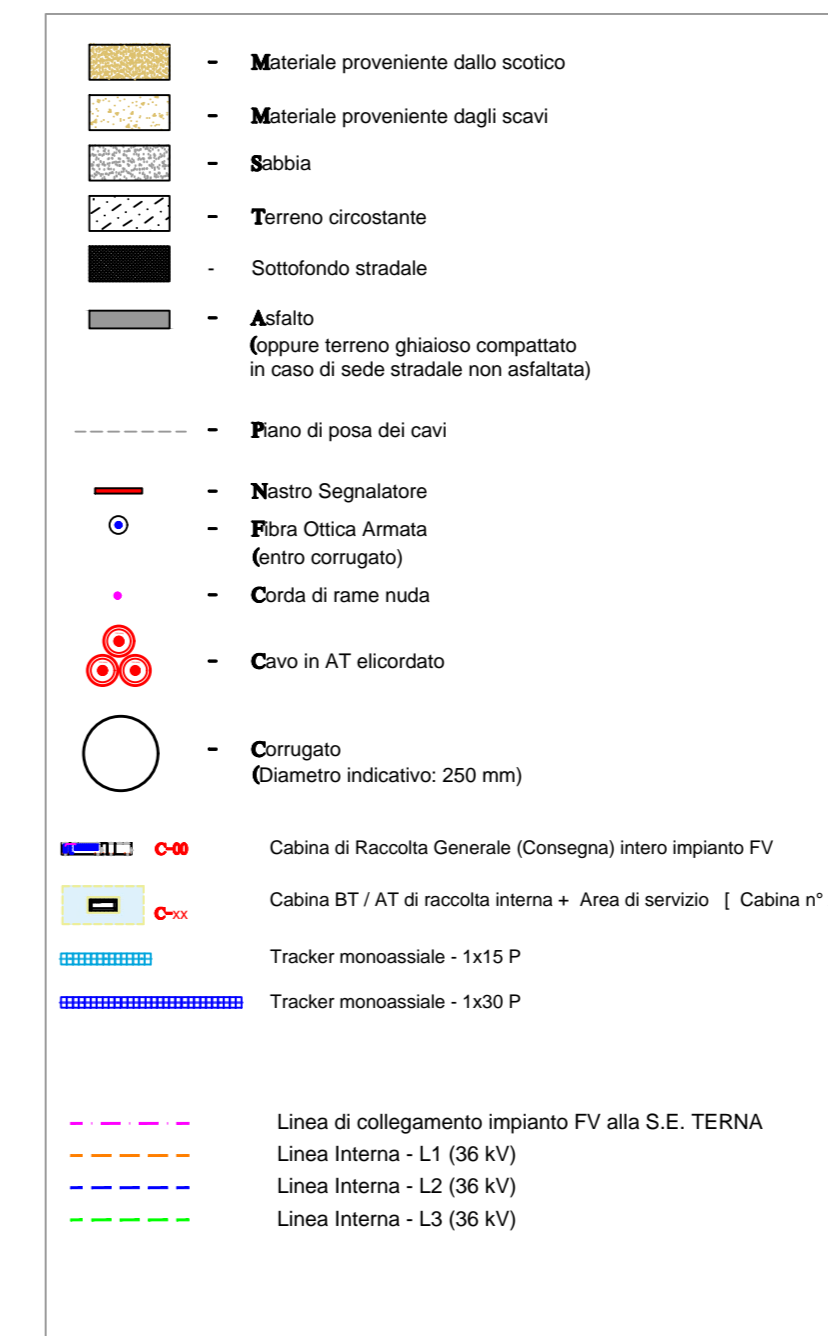 - Materiale proveniente dallo scotico
- Materiale proveniente dagli scavi
- Sabbia
- Terreno circostante
- Sottofondo stradale
- Asfalto
(oppure terreno ghiaioso compattato
in caso di sede stradale non asfaltata)
- Piano di posa dei cavi
- Nastro Segnalatore
- Fibra Ottica Armata
(entro corrugato)
- Corda di rame nuda
- Cavo in AT elicordato
- Corrugato
(Diametro indicativo: 250 mm)
C-00 Cabina di Raccolta Generale (Consegna) intero impianto FV
C-xx Cabina BT / AT di raccolta interna + Area di servizio [ Cabina n°
Tracker monoassiale - 1x15 P
Tracker monoassiale - 1x30 P
Linea di collegamento impianto FV alla S.E. TERNA
Linea Interna - L1 (36 kV)
Linea Interna - L2 (36 kV)
Linea Interna - L3 (36 kV)